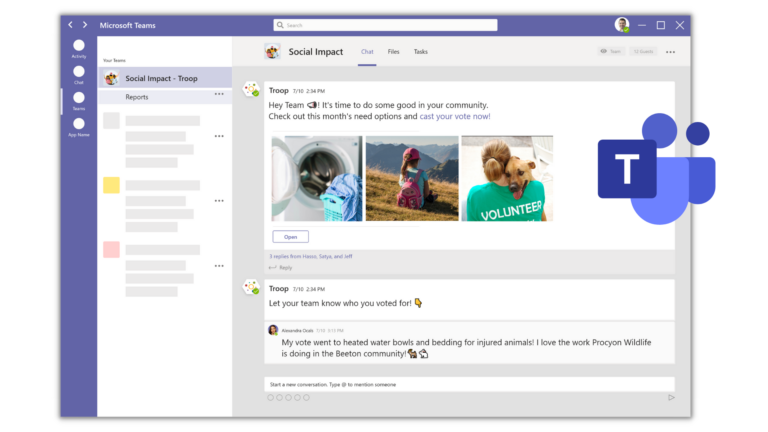 Microsoft Teams
Search
Activity
Chat
Teams
App Name
Your Teams
Social Impact - Troop
Reports
Social Impact
Chat
Files
Tasks
Team
Troop 7/10 2:34 PM
Hey Team 📢! It's time to do some good in your community.
Check out this month's need options and cast your vote now!
VOLUNTEER
Open
3 replies from Hasso, Satya, and Jeff
Reply
Troop 7/10 2:34 PM
Let your team know who you voted for! 👇
Alexandra 7/10 3:13 PM
My vote went to heated water bowls and bedding for injured animals! I love the work Procyon Wildlife
is doing in the Beeton community!🐕🐇
Start a new conversation. Type @ to mention someone
T